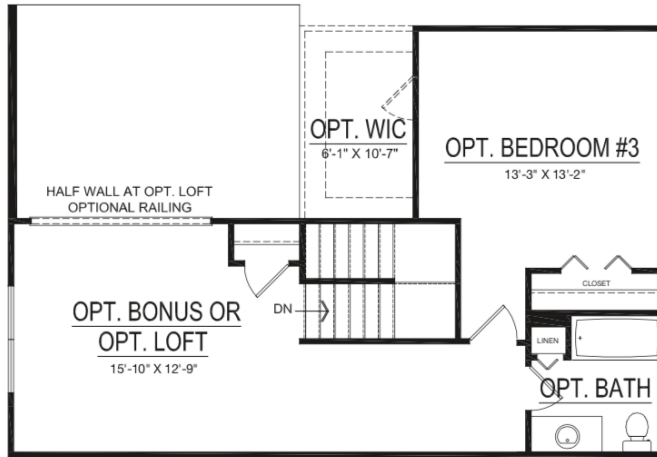 OPT. WIC
6'-1" X 10'-7"
OPT. BEDROOM #3
13'-3" X 13'-2"
HALF WALL AT OPT. LOFT
OPTIONAL RAILING
CLOSET
OPT. BONUS OR
OPT. LOFT
15'-10" X 12'-9"
DN
LINEN
OPT. BATH